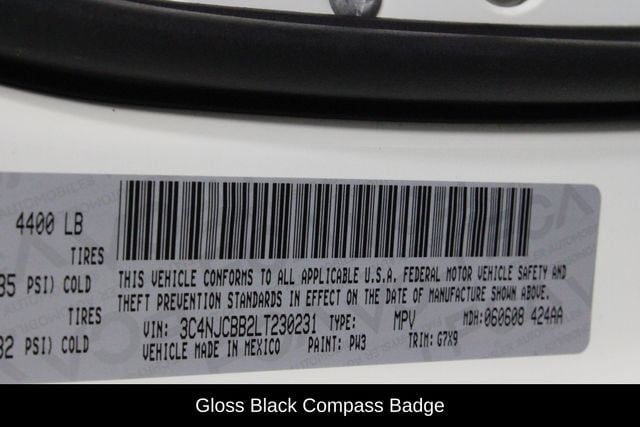 4400 LB
TIRES
35 PSI) COLD
THIS VEHICLE CONFORMS TO ALL APPLICABLE U.S.A. FEDERAL MOTOR VEHICLE SAFETY AND
TIRES
THEFT PREVENTION STANDARDS IN EFFECT ON THE DATE OF MANUFACTURE SHOWN ABOVE.
32 PSI) COLD
VIN: 3C4NJCBB2LT230231 TYPE: MPV MDH: 060608 424AA
VEHICLE MADE IN MEXICO PAINT: PW3 TRIM: G7X9
Gloss Black Compass Badge